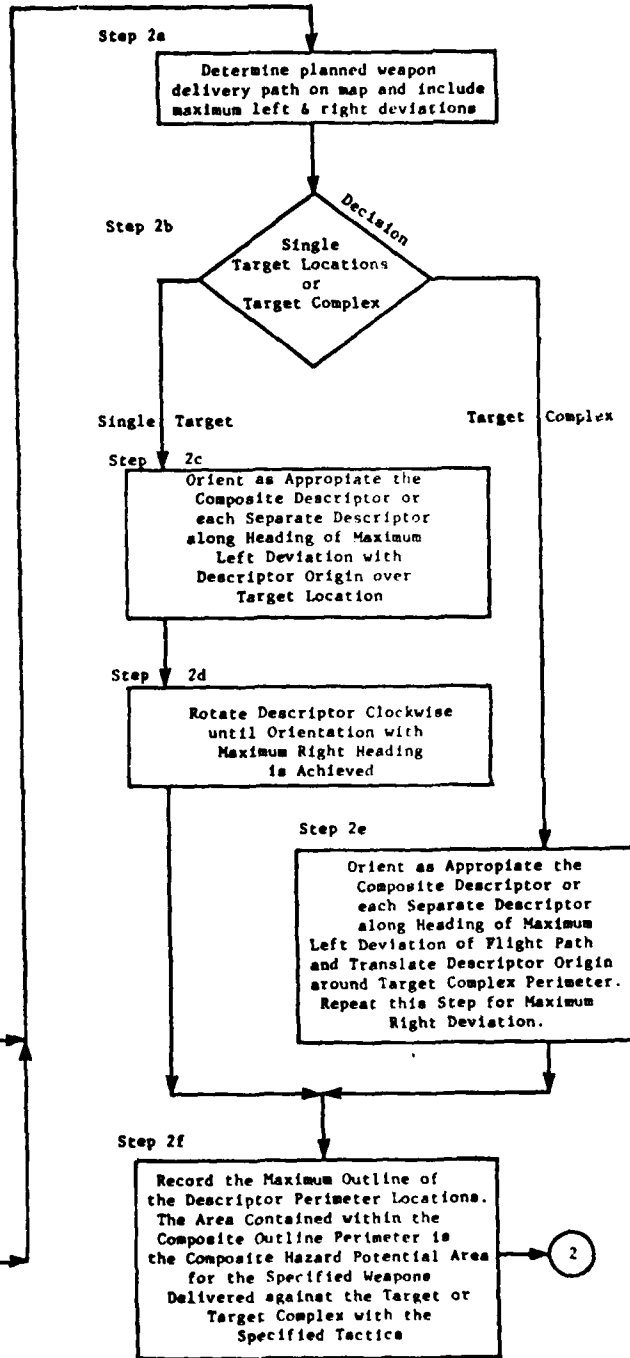 Step 2a
Determine planned weapon
delivery path on map and include
maximum left & right deviations
Step 2b
Decision
Single
Target Locations
or
Target Complex
Single Target
Target Complex
Step 2c
Orient as Appropiate the
Composite Descriptor or
each Separate Descriptor
along Heading of Maximum
Left Deviation with
Descriptor Origin over
Target Location
Step 2d
Rotate Descriptor Clockwise
until Orientation with
Maximum Right Heading
is Achieved
Step 2e
Orient as Appropiate the
Composite Descriptor or
each Separate Descriptor
along Heading of Maximum
Left Deviation of Flight Path
and Translate Descriptor Origin
around Target Complex Perimeter.
Repeat this Step for Maximum
Right Deviation.
Step 2f
Record the Maximum Outline of
the Descriptor Perimeter Locations.
The Area Contained within the
Composite Outline Perimeter is
the Composite Hazard Potential Area
for the Specified Weapons
Delivered against the Target or
Target Complex with the
Specified Tactics
2